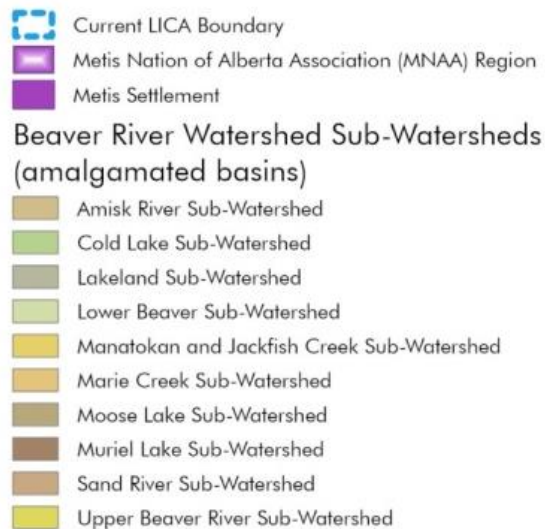 Current LICA Boundary
Metis Nation of Alberta Association (MNAA) Region
Metis Settlement
Beaver River Watershed Sub-Watersheds
(amalgamated basins)
Amisk River Sub-Watershed
Cold Lake Sub-Watershed
Lakeland Sub-Watershed
Lower Beaver Sub-Watershed
Manatokan and Jackfish Creek Sub-Watershed
Marie Creek Sub-Watershed
Moose Lake Sub-Watershed
Muriel Lake Sub-Watershed
Sand River Sub-Watershed
Upper Beaver River Sub-Watershed